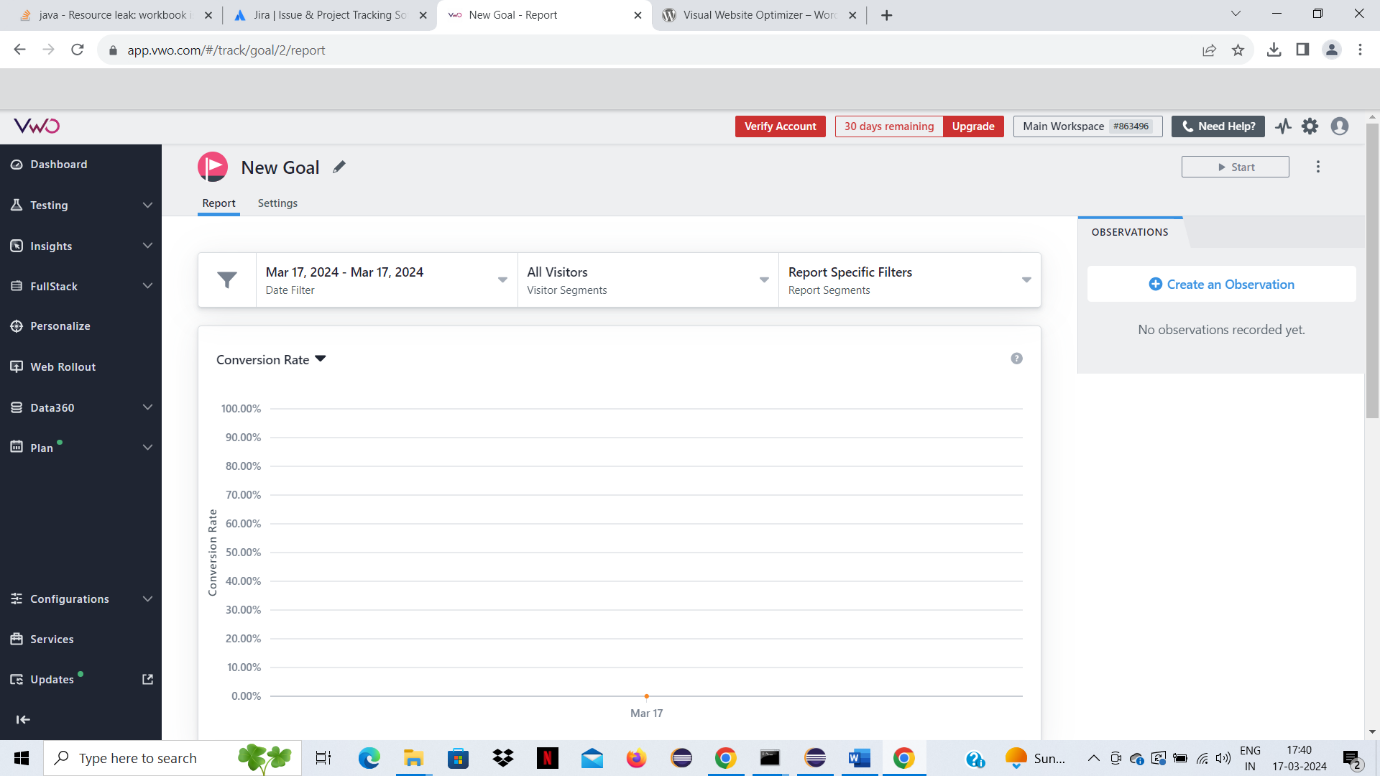 java - Resource leak: workbook i
Jira | Issue & Project Tracking So
New Goal - Report
Visual Website Optimizer – Word
app.vwo.com/#/track/goal/2/report
VWO
Verify Account
30 days remaining
Upgrade
Main Workspace #863496
Need Help?
Dashboard
Testing
Insights
FullStack
Personalize
Web Rollout
Data360
Plan
Configurations
Services
Updates
New Goal
Start
Report
Settings
Mar 17, 2024 - Mar 17, 2024
Date Filter
All Visitors
Visitor Segments
Report Specific Filters
Report Segments
OBSERVATIONS
Create an Observation
No observations recorded yet.
Conversion Rate
?
100.00%
90.00%
80.00%
70.00%
60.00%
50.00%
40.00%
30.00%
20.00%
10.00%
0.00%
Conversion Rate
Mar 17
Type here to search
Sun...
ENG
IN
17:40
17-03-2024
2